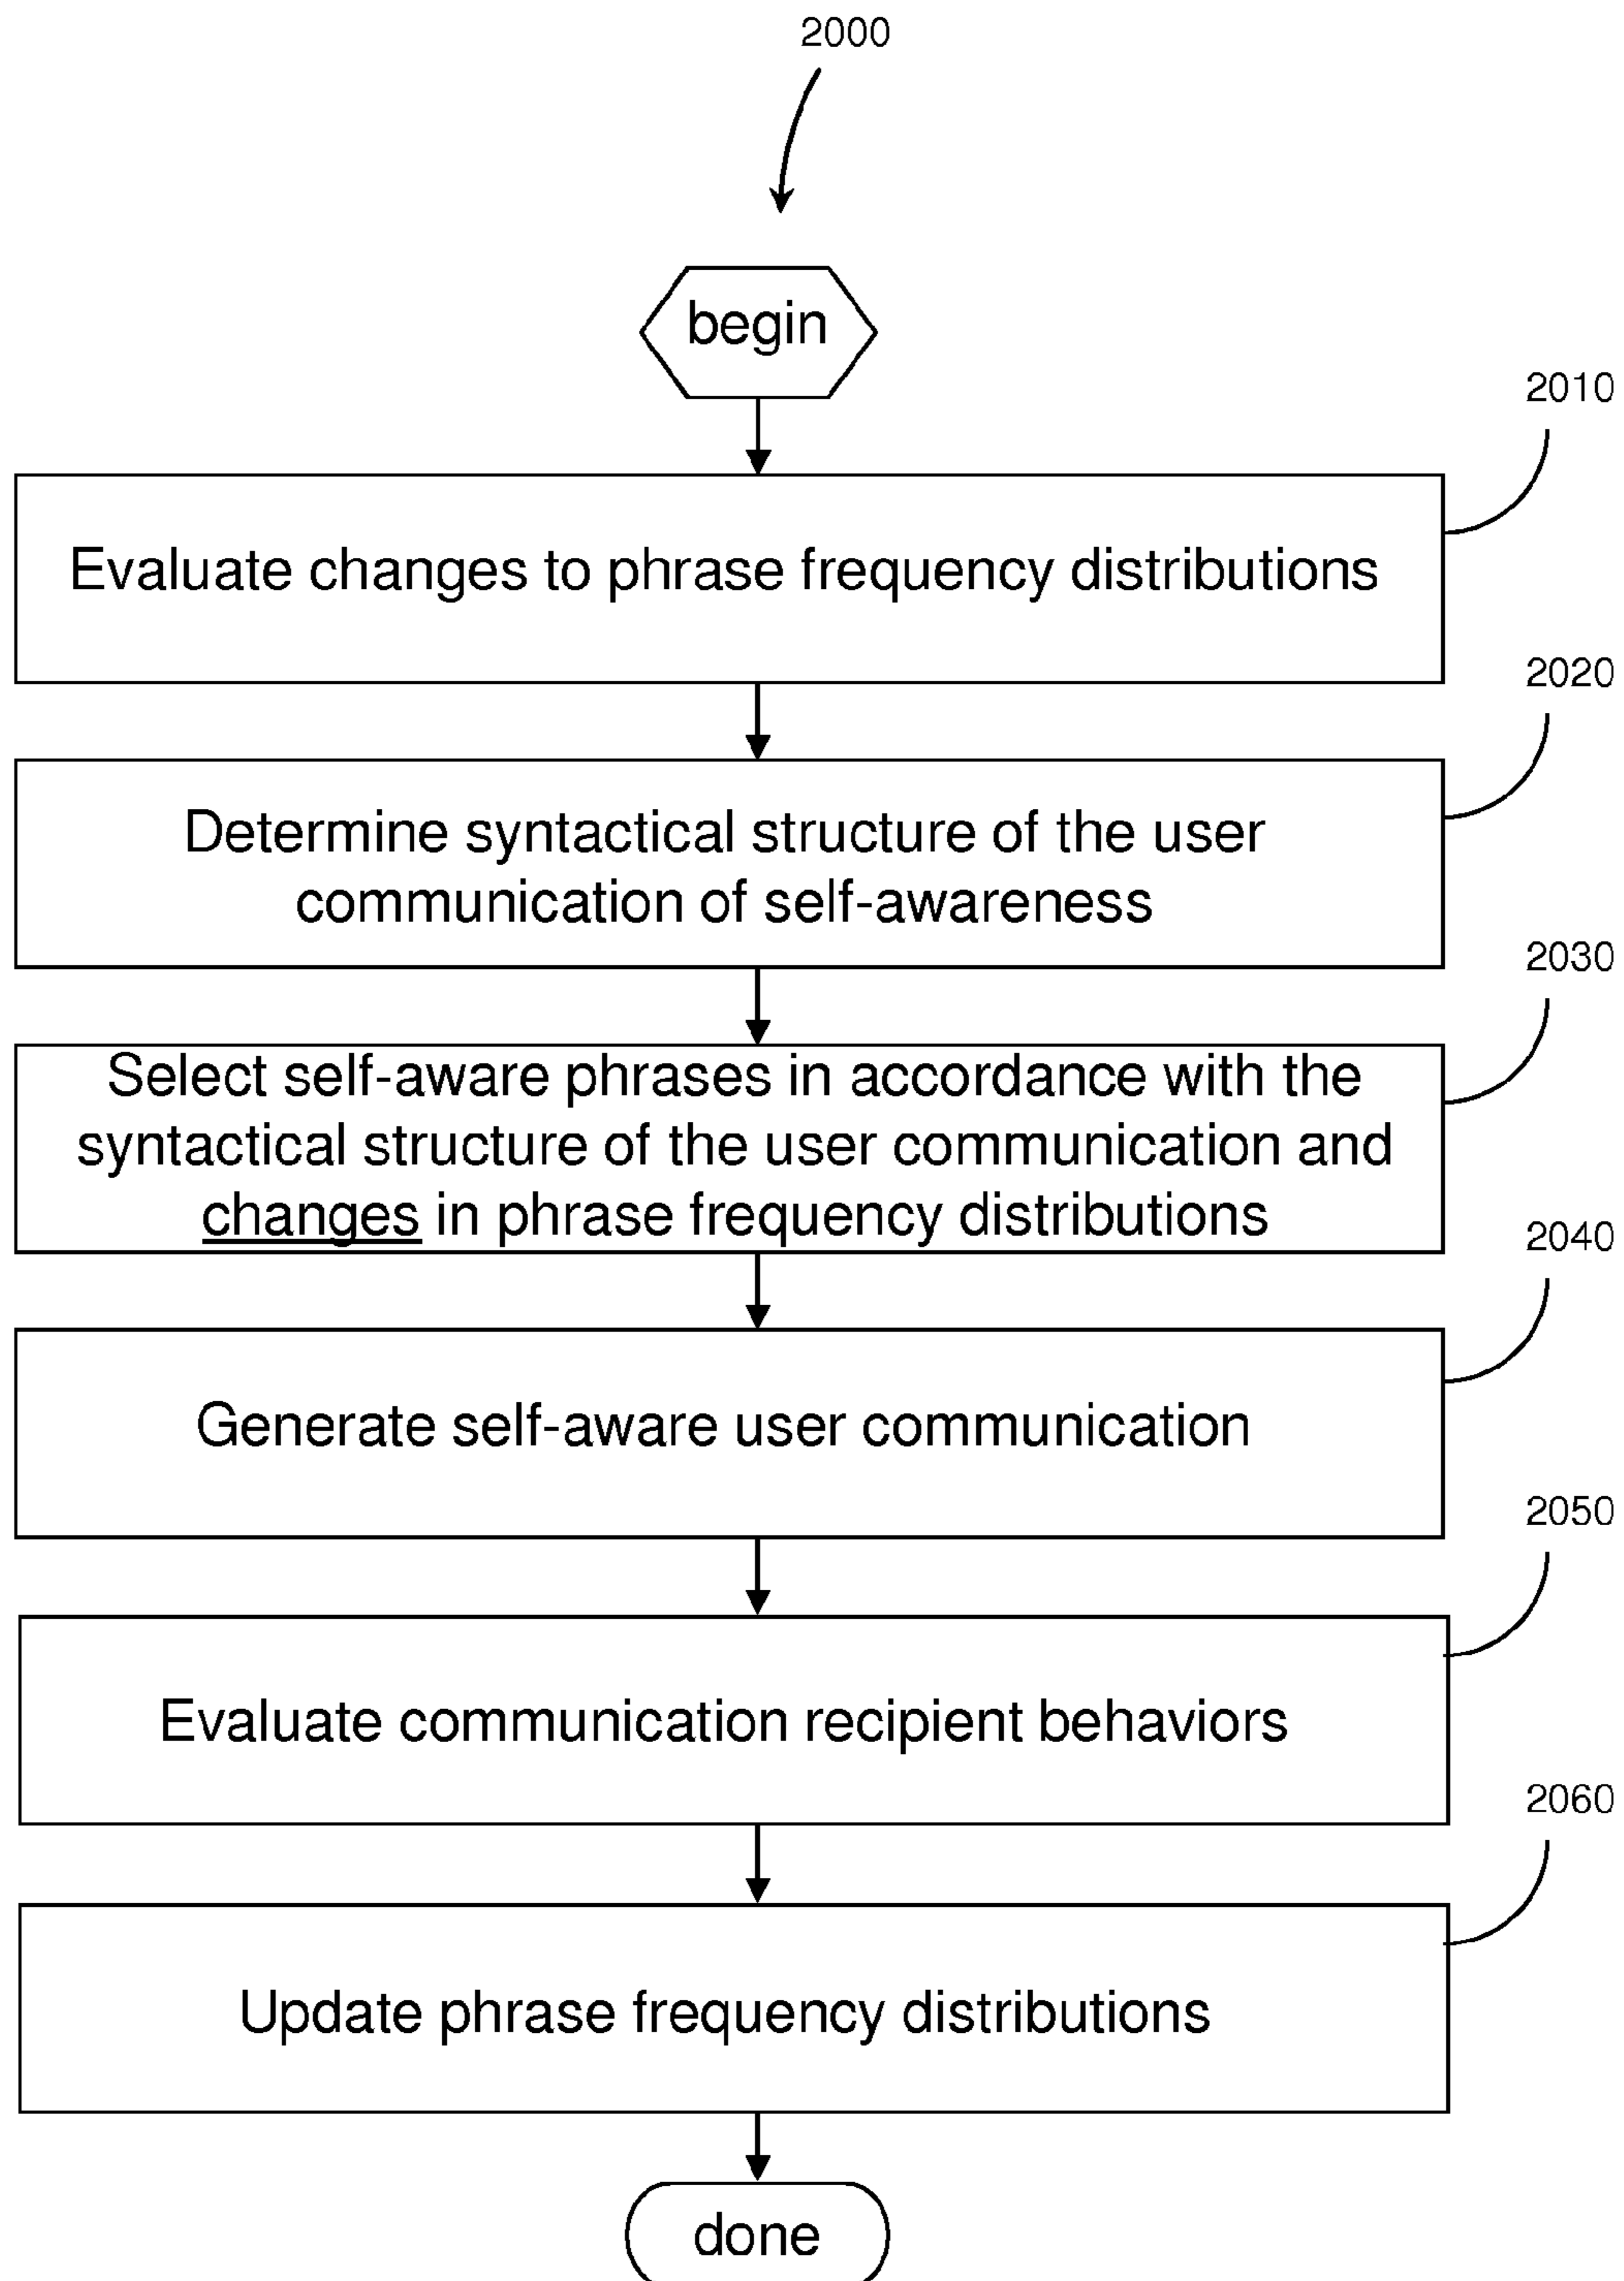 2000
begin
2010
Evaluate changes to phrase frequency distributions
2020
Determine syntactical structure of the user
communication of self-awareness
2030
Select self-aware phrases in accordance with the
syntactical structure of the user communication and
changes in phrase frequency distributions
2040
Generate self-aware user communication
2050
Evaluate communication recipient behaviors
2060
Update phrase frequency distributions
done